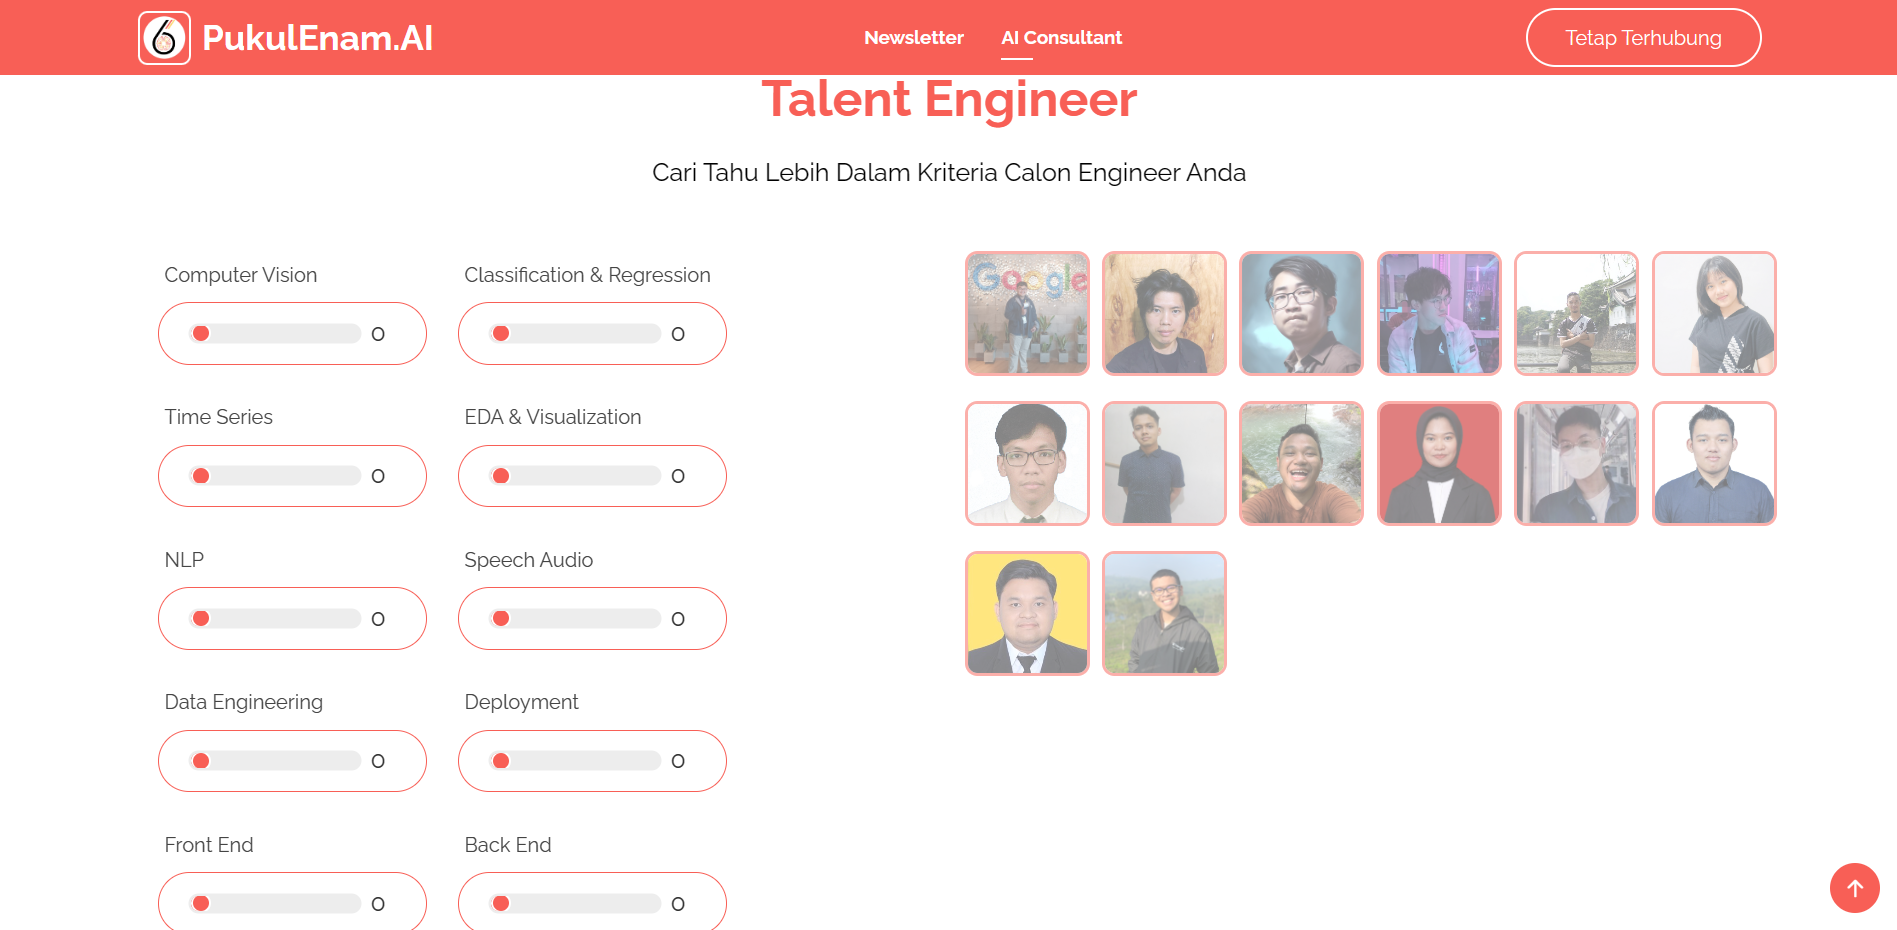 6 PukulEnam.AI
Newsletter
AI Consultant
Tetap Terhubung
Talent Engineer
Cari Tahu Lebih Dalam Kriteria Calon Engineer Anda
Computer Vision
0
Classification & Regression
0
Time Series
0
EDA & Visualization
0
NLP
0
Speech Audio
0
Data Engineering
0
Deployment
0
Front End
0
Back End
0
Google